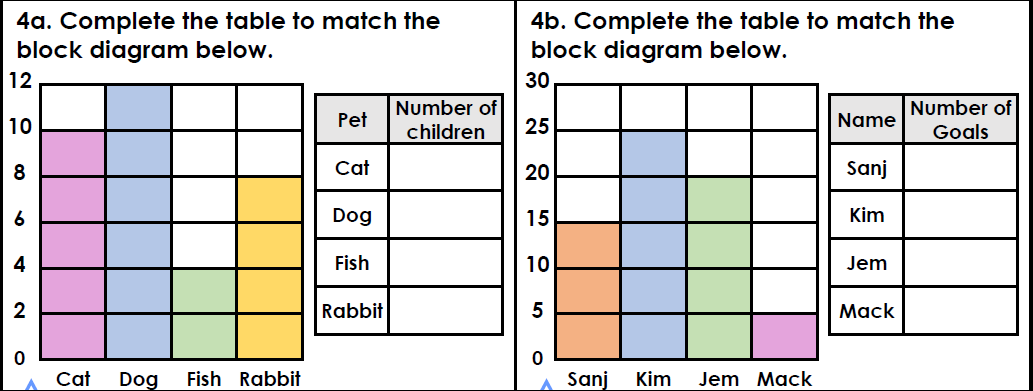 4a. Complete the table to match the
block diagram below.
12
10
8
6
4
2
0
Cat Dog Fish Rabbit
Pet Number of children
Cat
Dog
Fish
Rabbit
4b. Complete the table to match the
block diagram below.
30
25
20
15
10
5
0
Sanj Kim Jem Mack
Name Number of Goals
Sanj
Kim
Jem
Mack